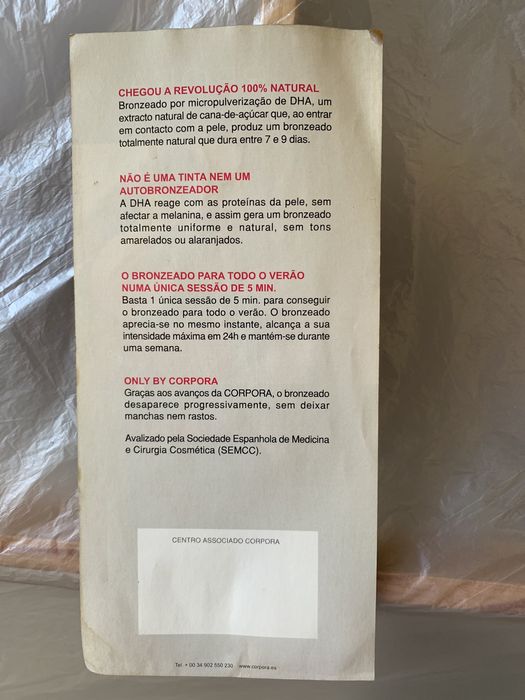 CHEGOU A REVOLUÇÃO 100% NATURAL
Bronzeado por micropulverização de DHA, um
extracto natural de cana-de-açúcar que, ao entrar
em contacto com a pele, produz um bronzeado
totalmente natural que dura entre 7 e 9 dias.
NÃO É UMA TINTA NEM UM
AUTOBRONZEADOR
A DHA reage com as proteínas da pele, sem
afectar a melanina, e assim gera um bronzeado
totalmente uniforme e natural, sem tons
amarelados ou alaranjados.
O BRONZEADO PARA TODO O VERÃO
NUMA ÚNICA SESSÃO DE 5 MIN.
Basta 1 única sessão de 5 min. para conseguir
o bronzeado para todo o verão. O bronzeado
aprecia-se no mesmo instante, alcança a sua
intensidade máxima em 24h e mantém-se durante
uma semana.
ONLY BY CORPORA
Graças aos avanços da CORPORA, o bronzeado
desaparece progressivamente, sem deixar
manchas nem rastos.
Avalizado pela Sociedade Espanhola de Medicina
e Cirurgia Cosmética (SEMCC).
CENTRO ASSOCIADO CORPORA
Tel. + 00 34 902 550 230 www.corpora.es